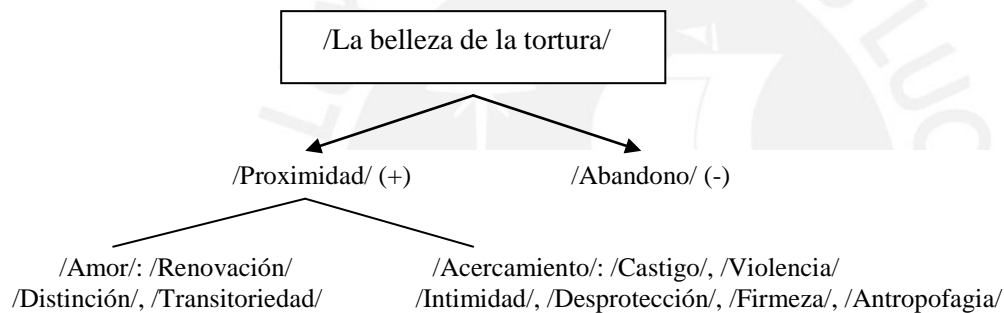 /La belleza de la tortura/
/Proximidad/ (+) /Abandono/ (-)
/Amor/: /Renovación/ /Acercamiento/: /Castigo/, /Violencia/
/Distinción/, /Transitoriedad/ /Intimidad/, /Desprotección/, /Firmeza/, /Antropofagia/